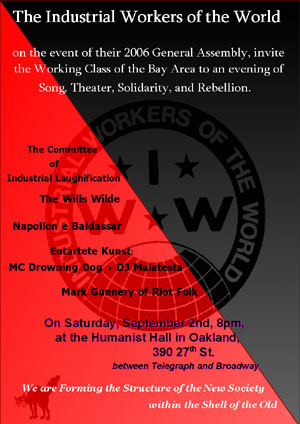 The Industrial Workers of the World
on the event of their 2006 General Assembly, invite
the Working Class of the Bay Area to an evening of
Song, Theater, Solidarity, and Rebellion.
INDUSTRIAL WORKERS OF THE WORLD
I
W W
The Committee
of
Industrial Laughification
The Wills Wilde
Napolion e Baldassar
Entartete Kunst:
MC Drowning Dog + DJ Malatesta
Mark Gunnery of Riot Folk
On Saturday, September 2nd, 8pm,
at the Humanist Hall in Oakland,
390 27th St.
between Telegraph and Broadway
We are Forming the Structure of the New Society
within the Shell of the Old